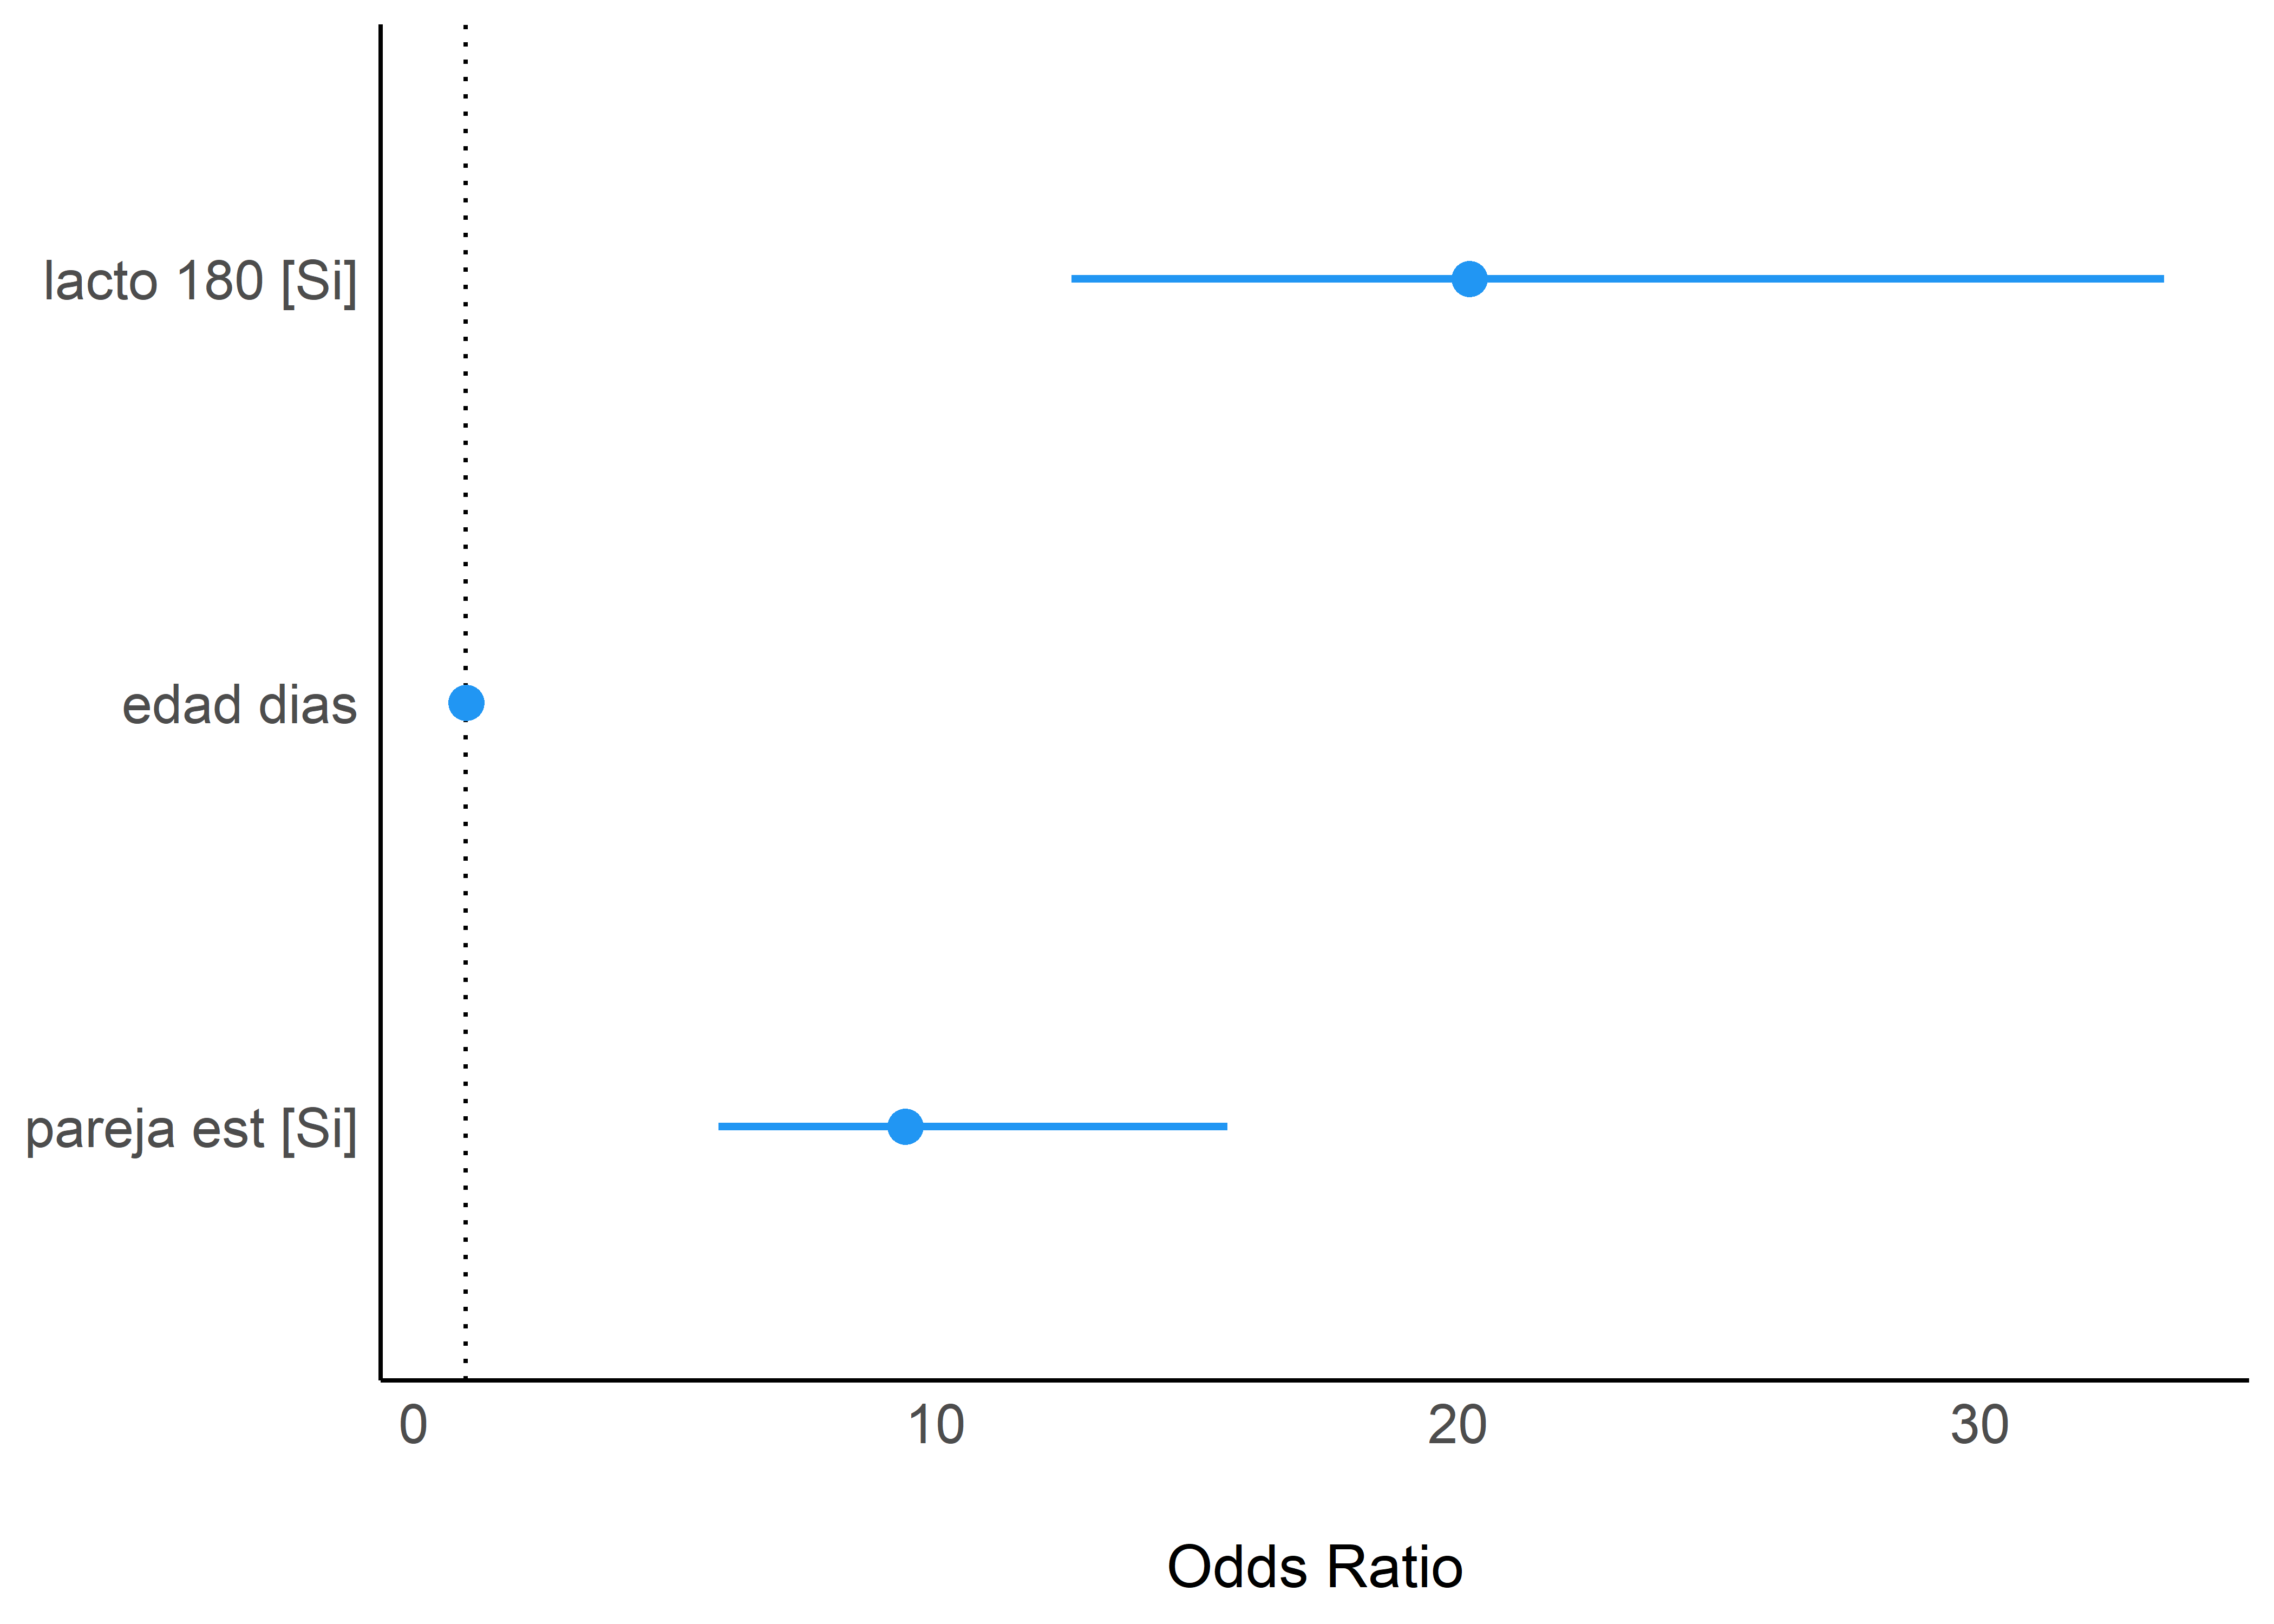 lacto 180 [Si]
edad dias
pareja est [Si]
0 10 20 30
Odds Ratio